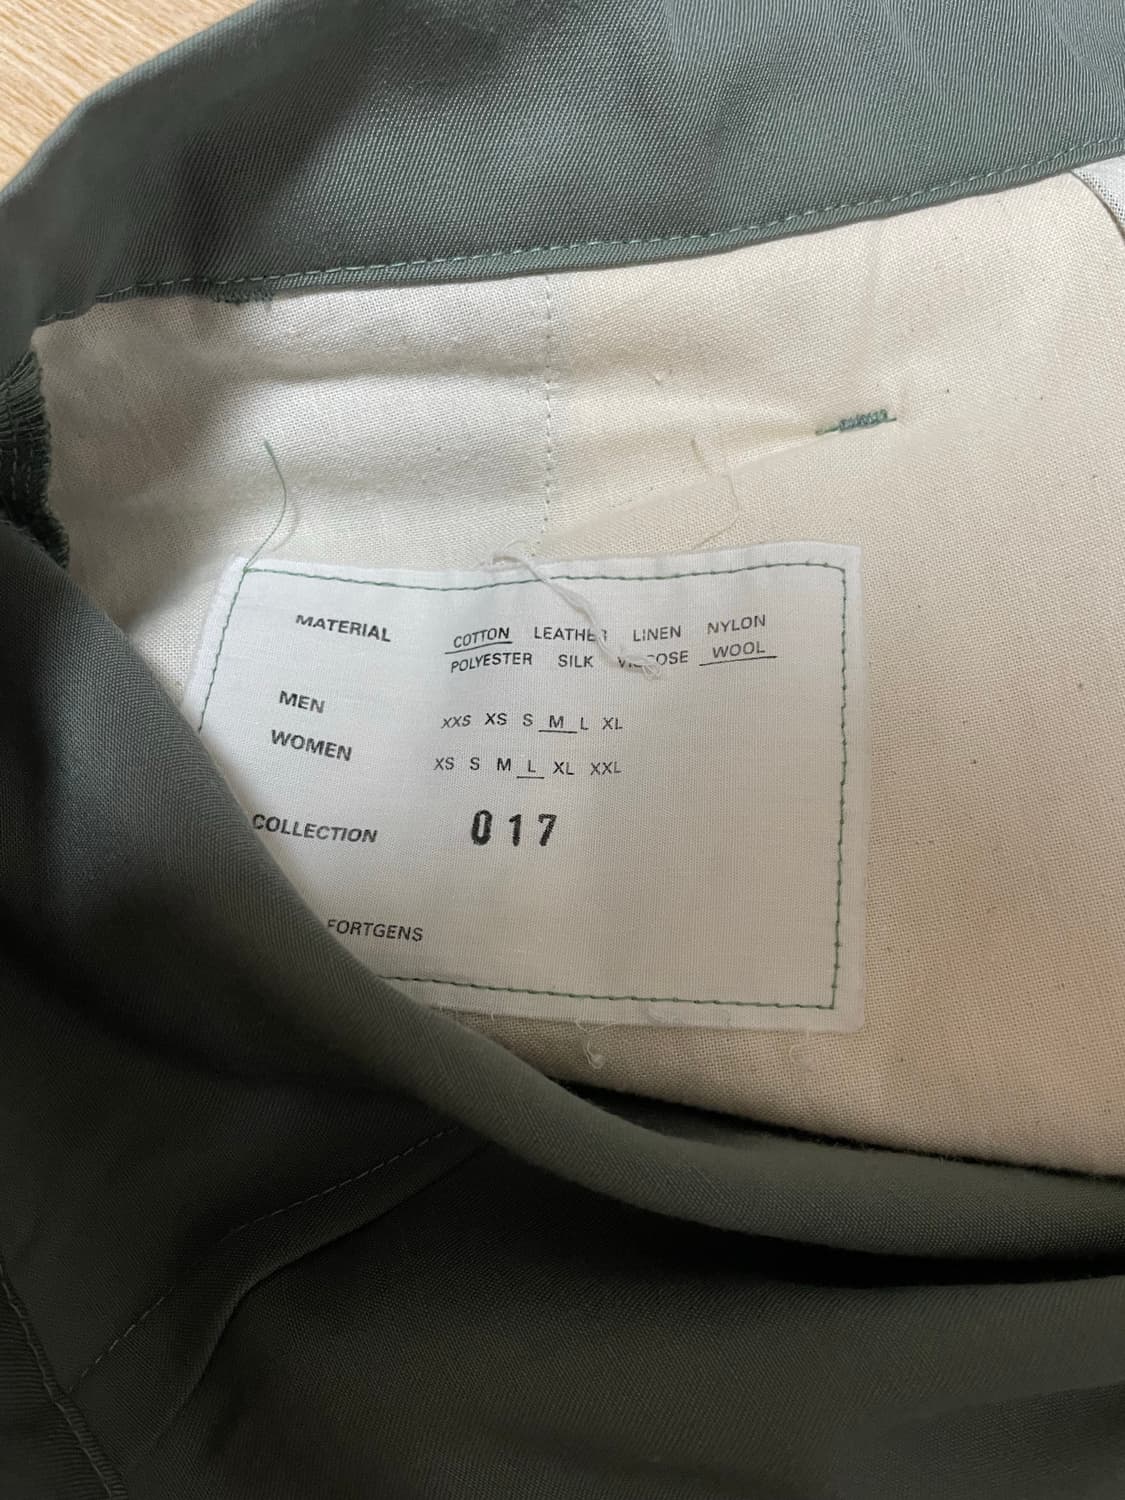 MATERIAL COTTON LEATHER LINEN NYLON
POLYESTER SILK VISCOSE WOOL
MEN XXS XS S M L XL
WOMEN XS S M L XL XXL
COLLECTION 017
FORTGENS